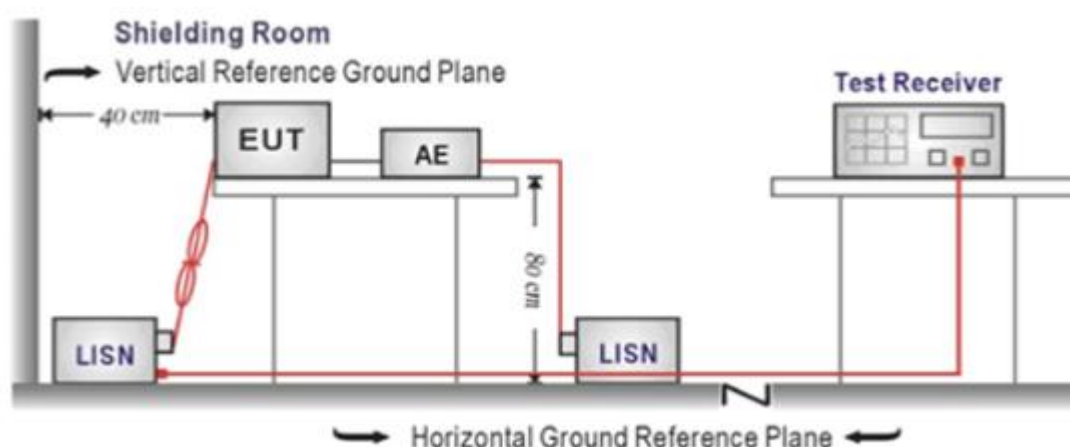 Shielding Room
Vertical Reference Ground Plane
40 cm
Test Receiver
EUT
AE
80 cm
LISN
LISN
Horizontal Ground Reference Plane